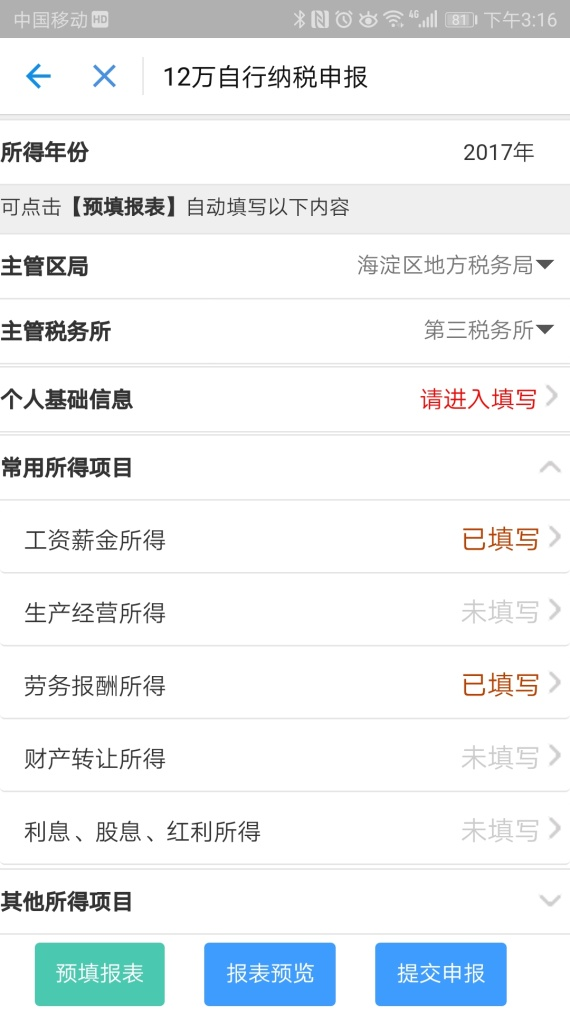 中国移动 HD 4G 81 下午3:16
12万自行纳税申报
所得年份 2017年
可点击【预填报表】自动填写以下内容
主管区局 海淀区地方税务局
主管税务所 第三税务所
个人基础信息 请进入填写
常用所得项目
工资薪金所得 已填写
生产经营所得 未填写
劳务报酬所得 已填写
财产转让所得 未填写
利息、股息、红利所得 未填写
其他所得项目
预填报表 报表预览 提交申报